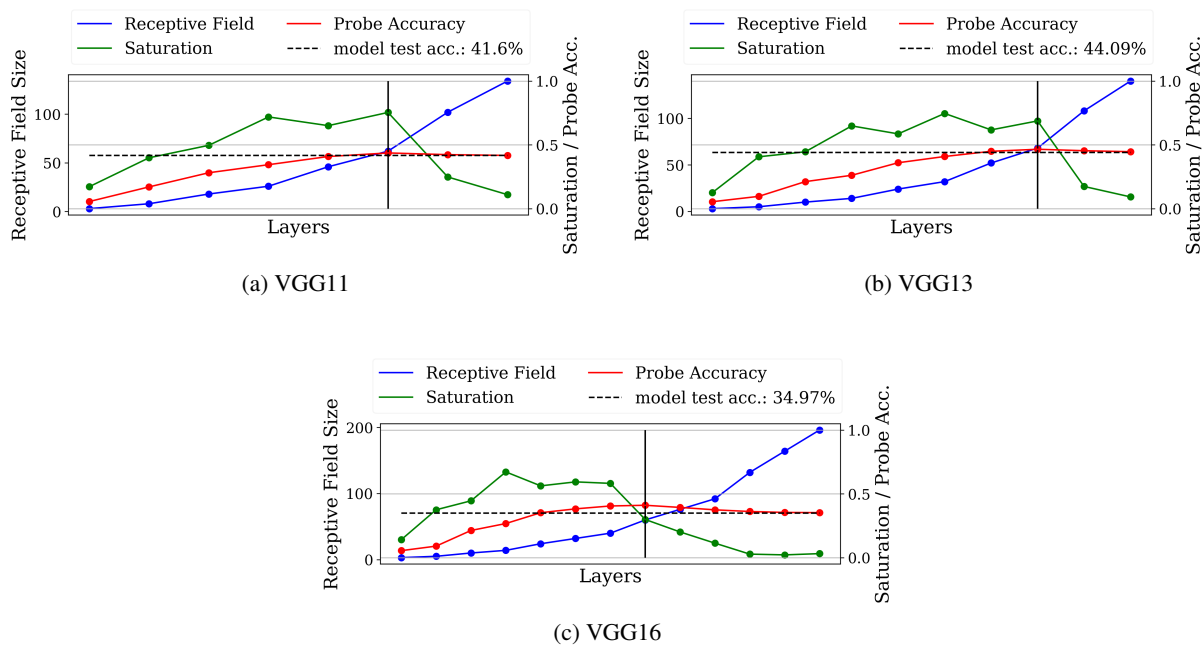 Receptive Field
Probe Accuracy
Saturation
model test acc.: 41.6%
Receptive Field Size
100
50
0
1.0
0.5
0.0
Saturation / Probe Acc.
Layers
(a) VGG11
Receptive Field
Probe Accuracy
Saturation
model test acc.: 44.09%
Receptive Field Size
100
50
0
1.0
0.5
0.0
Saturation / Probe Acc.
Layers
(b) VGG13
Receptive Field
Probe Accuracy
Saturation
model test acc.: 34.97%
Receptive Field Size
200
100
0
1.0
0.5
0.0
Saturation / Probe Acc.
Layers
(c) VGG16